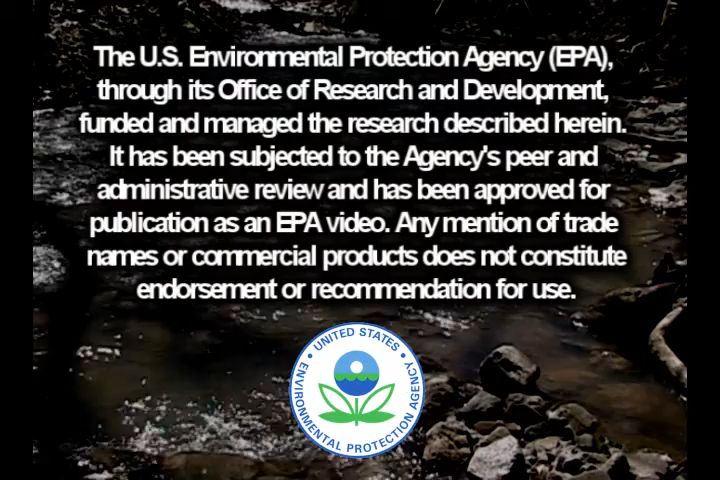 The U.S. Environmental Protection Agency (EPA),
through its Office of Research and Development,
funded and managed the research described herein.
It has been subjected to the Agency's peer and
administrative review and has been approved for
publication as an EPA video. Any mention of trade
names or commercial products does not constitute
endorsement or recommendation for use.
UNITED STATES
ENVIRONMENTAL PROTECTION AGENCY